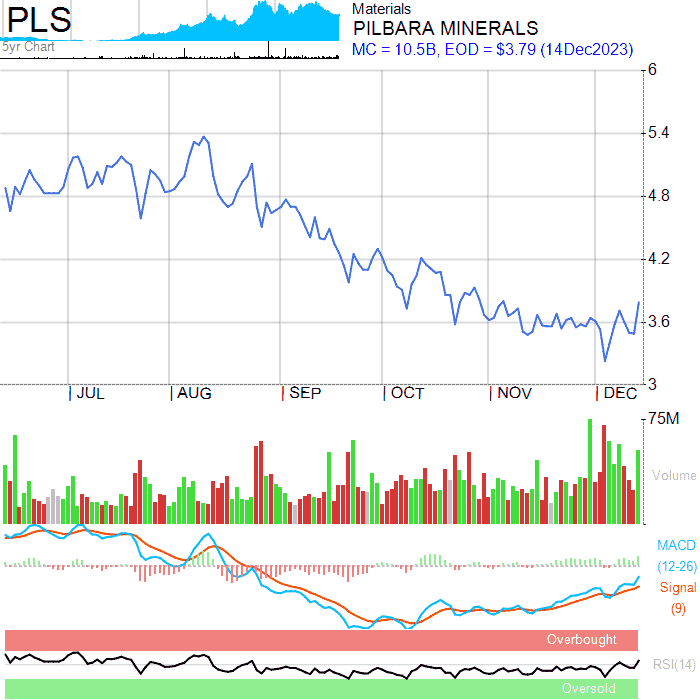 PLS
5yr Chart
Materials
PILBARA MINERALS
MC = 10.5B, EOD = $3.79 (14Dec2023)
6
5.4
4.8
4.2
3.6
3
JUL AUG SEP OCT NOV DEC
75M
Volume
MACD
(12-26)
Signal
(9)
Overbought
RSI(14)
Oversold